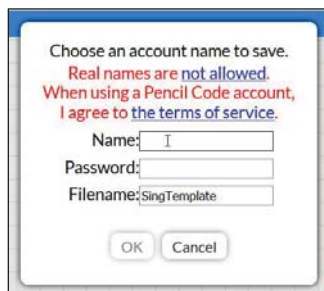 Choose an account name to save.
Real names are not allowed.
When using a Pencil Code account,
I agree to the terms of service.
Name:
Password:
Filename: SingTemplate
OK Cancel